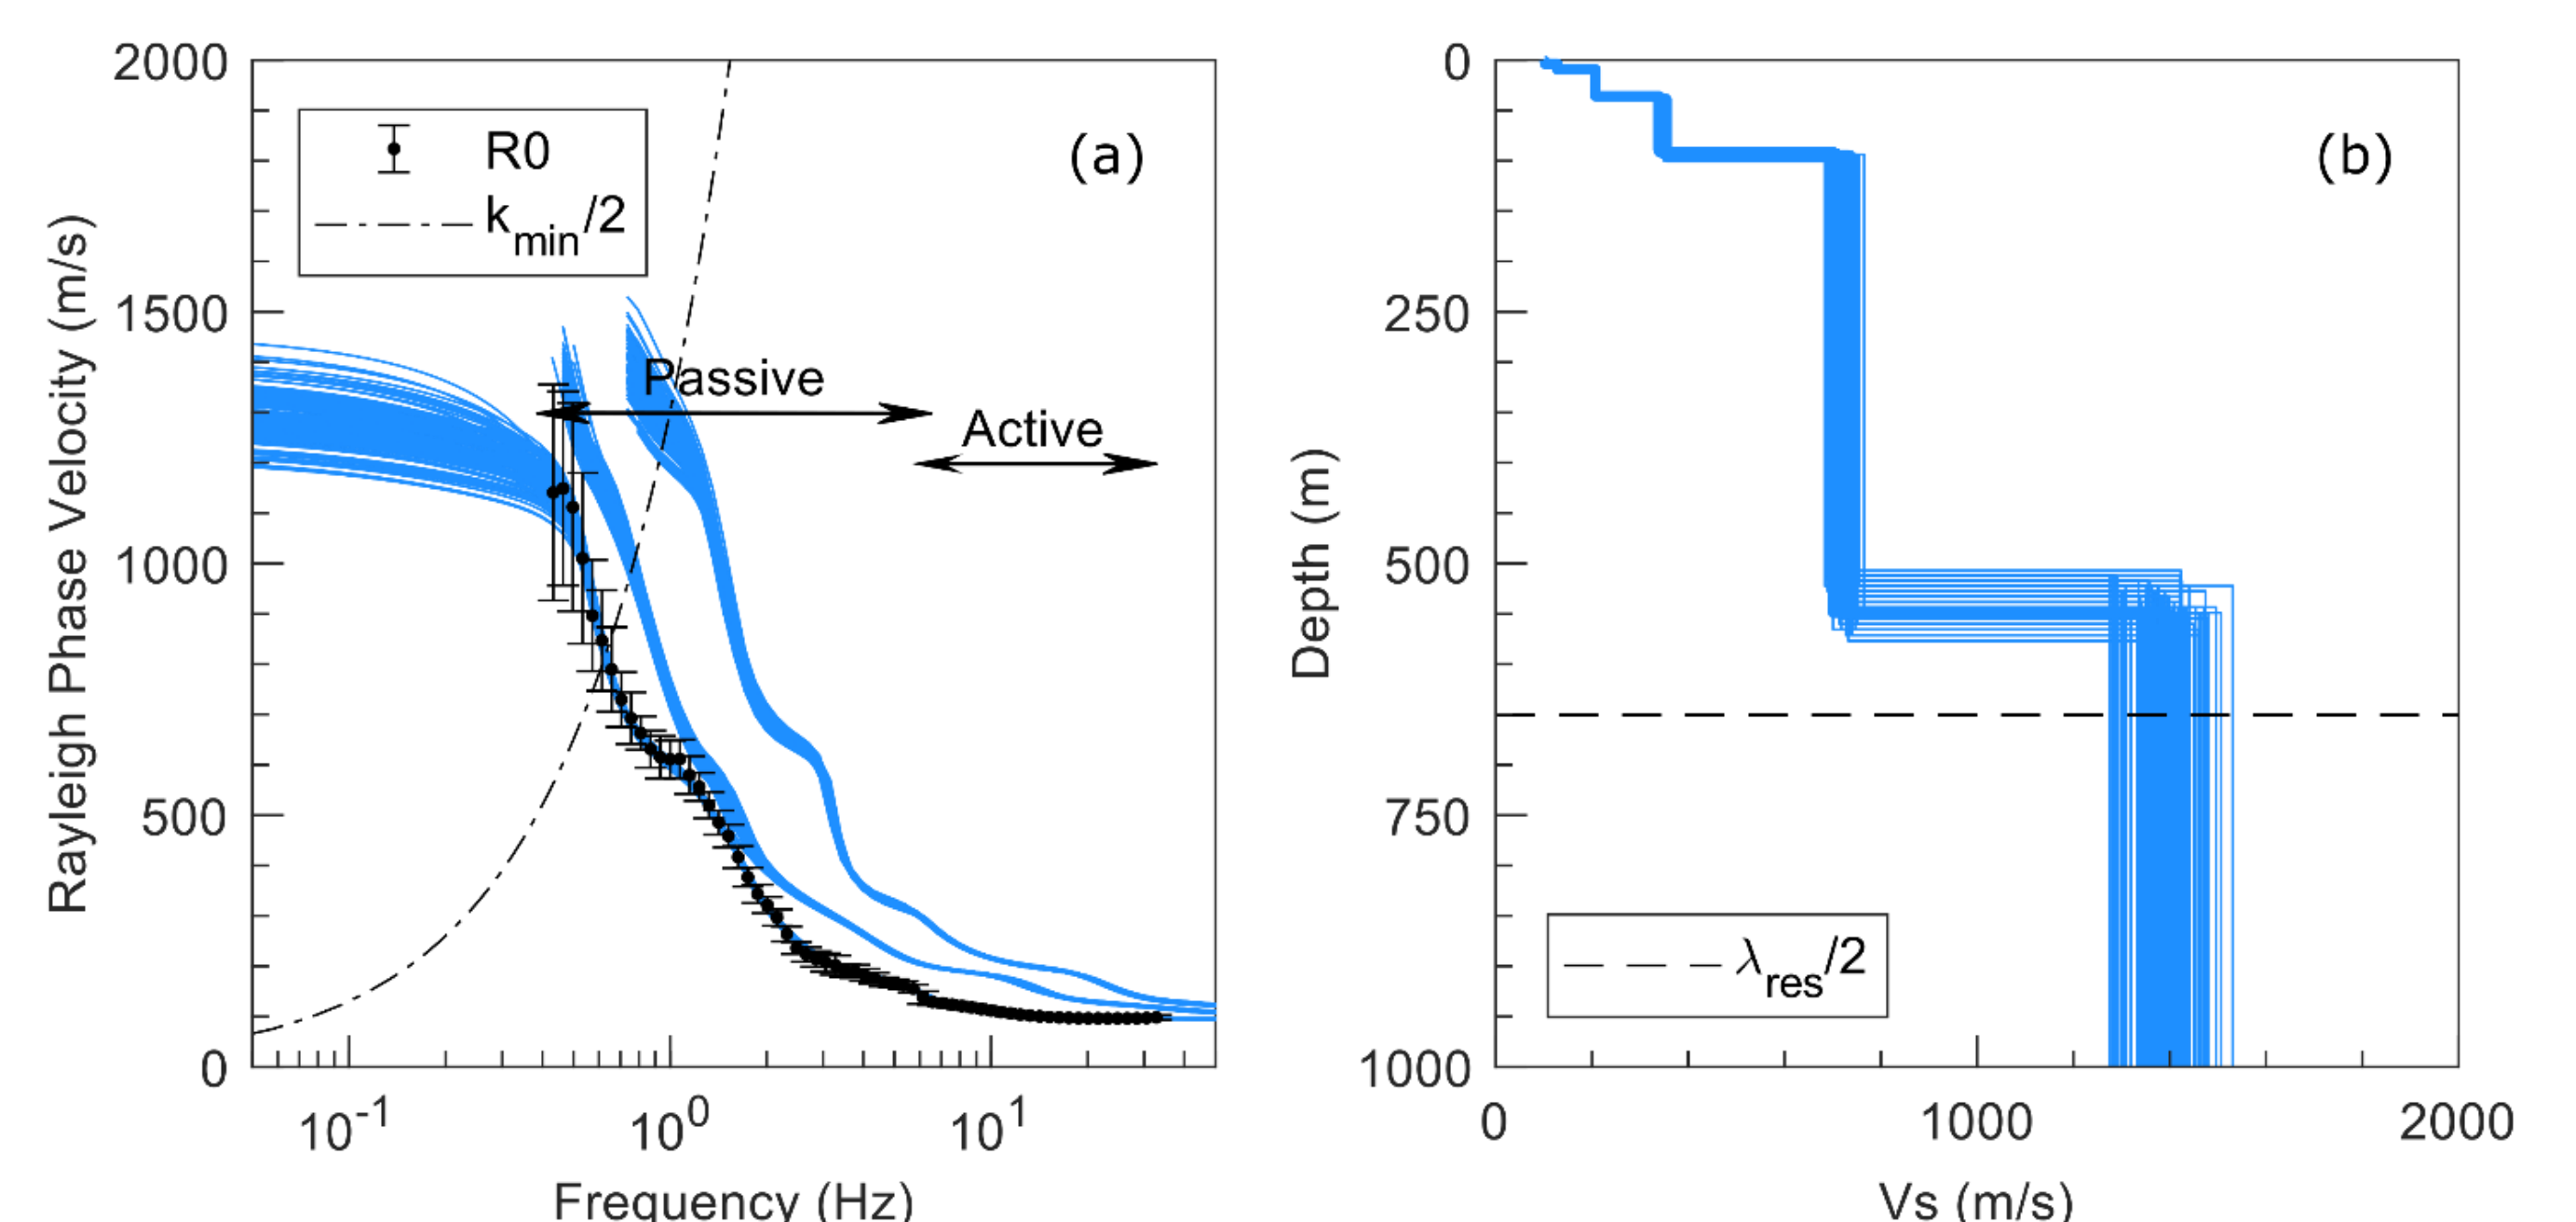 2000
1500
1000
500
0
Rayleigh Phase Velocity (m/s)
R0
k_min/2
(a)
Passive
Active
10^-1
10^0
10^1
Frequency (Hz)
0
250
500
750
1000
Depth (m)
(b)
λ_res/2
0
1000
2000
Vs (m/s)